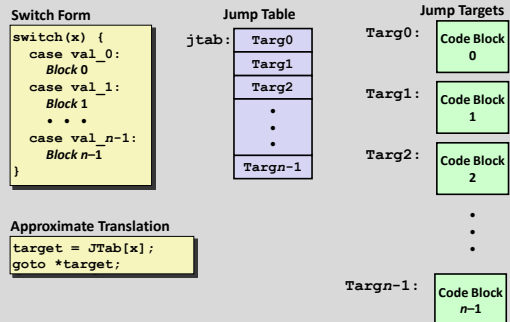 Switch Form
switch(x) {
case val_0:
Block 0
case val_1:
Block 1
• • •
case val_n-1:
Block n–1
}
Approximate Translation
target = JTab[x];
goto *target;
Jump Table
jtab:
Targ0
Targ1
Targ2
•
•
•
Targn-1
Jump Targets
Targ0:
Code Block
0
Targ1:
Code Block
1
Targ2:
Code Block
2
•
•
•
Targn-1:
Code Block
n–1